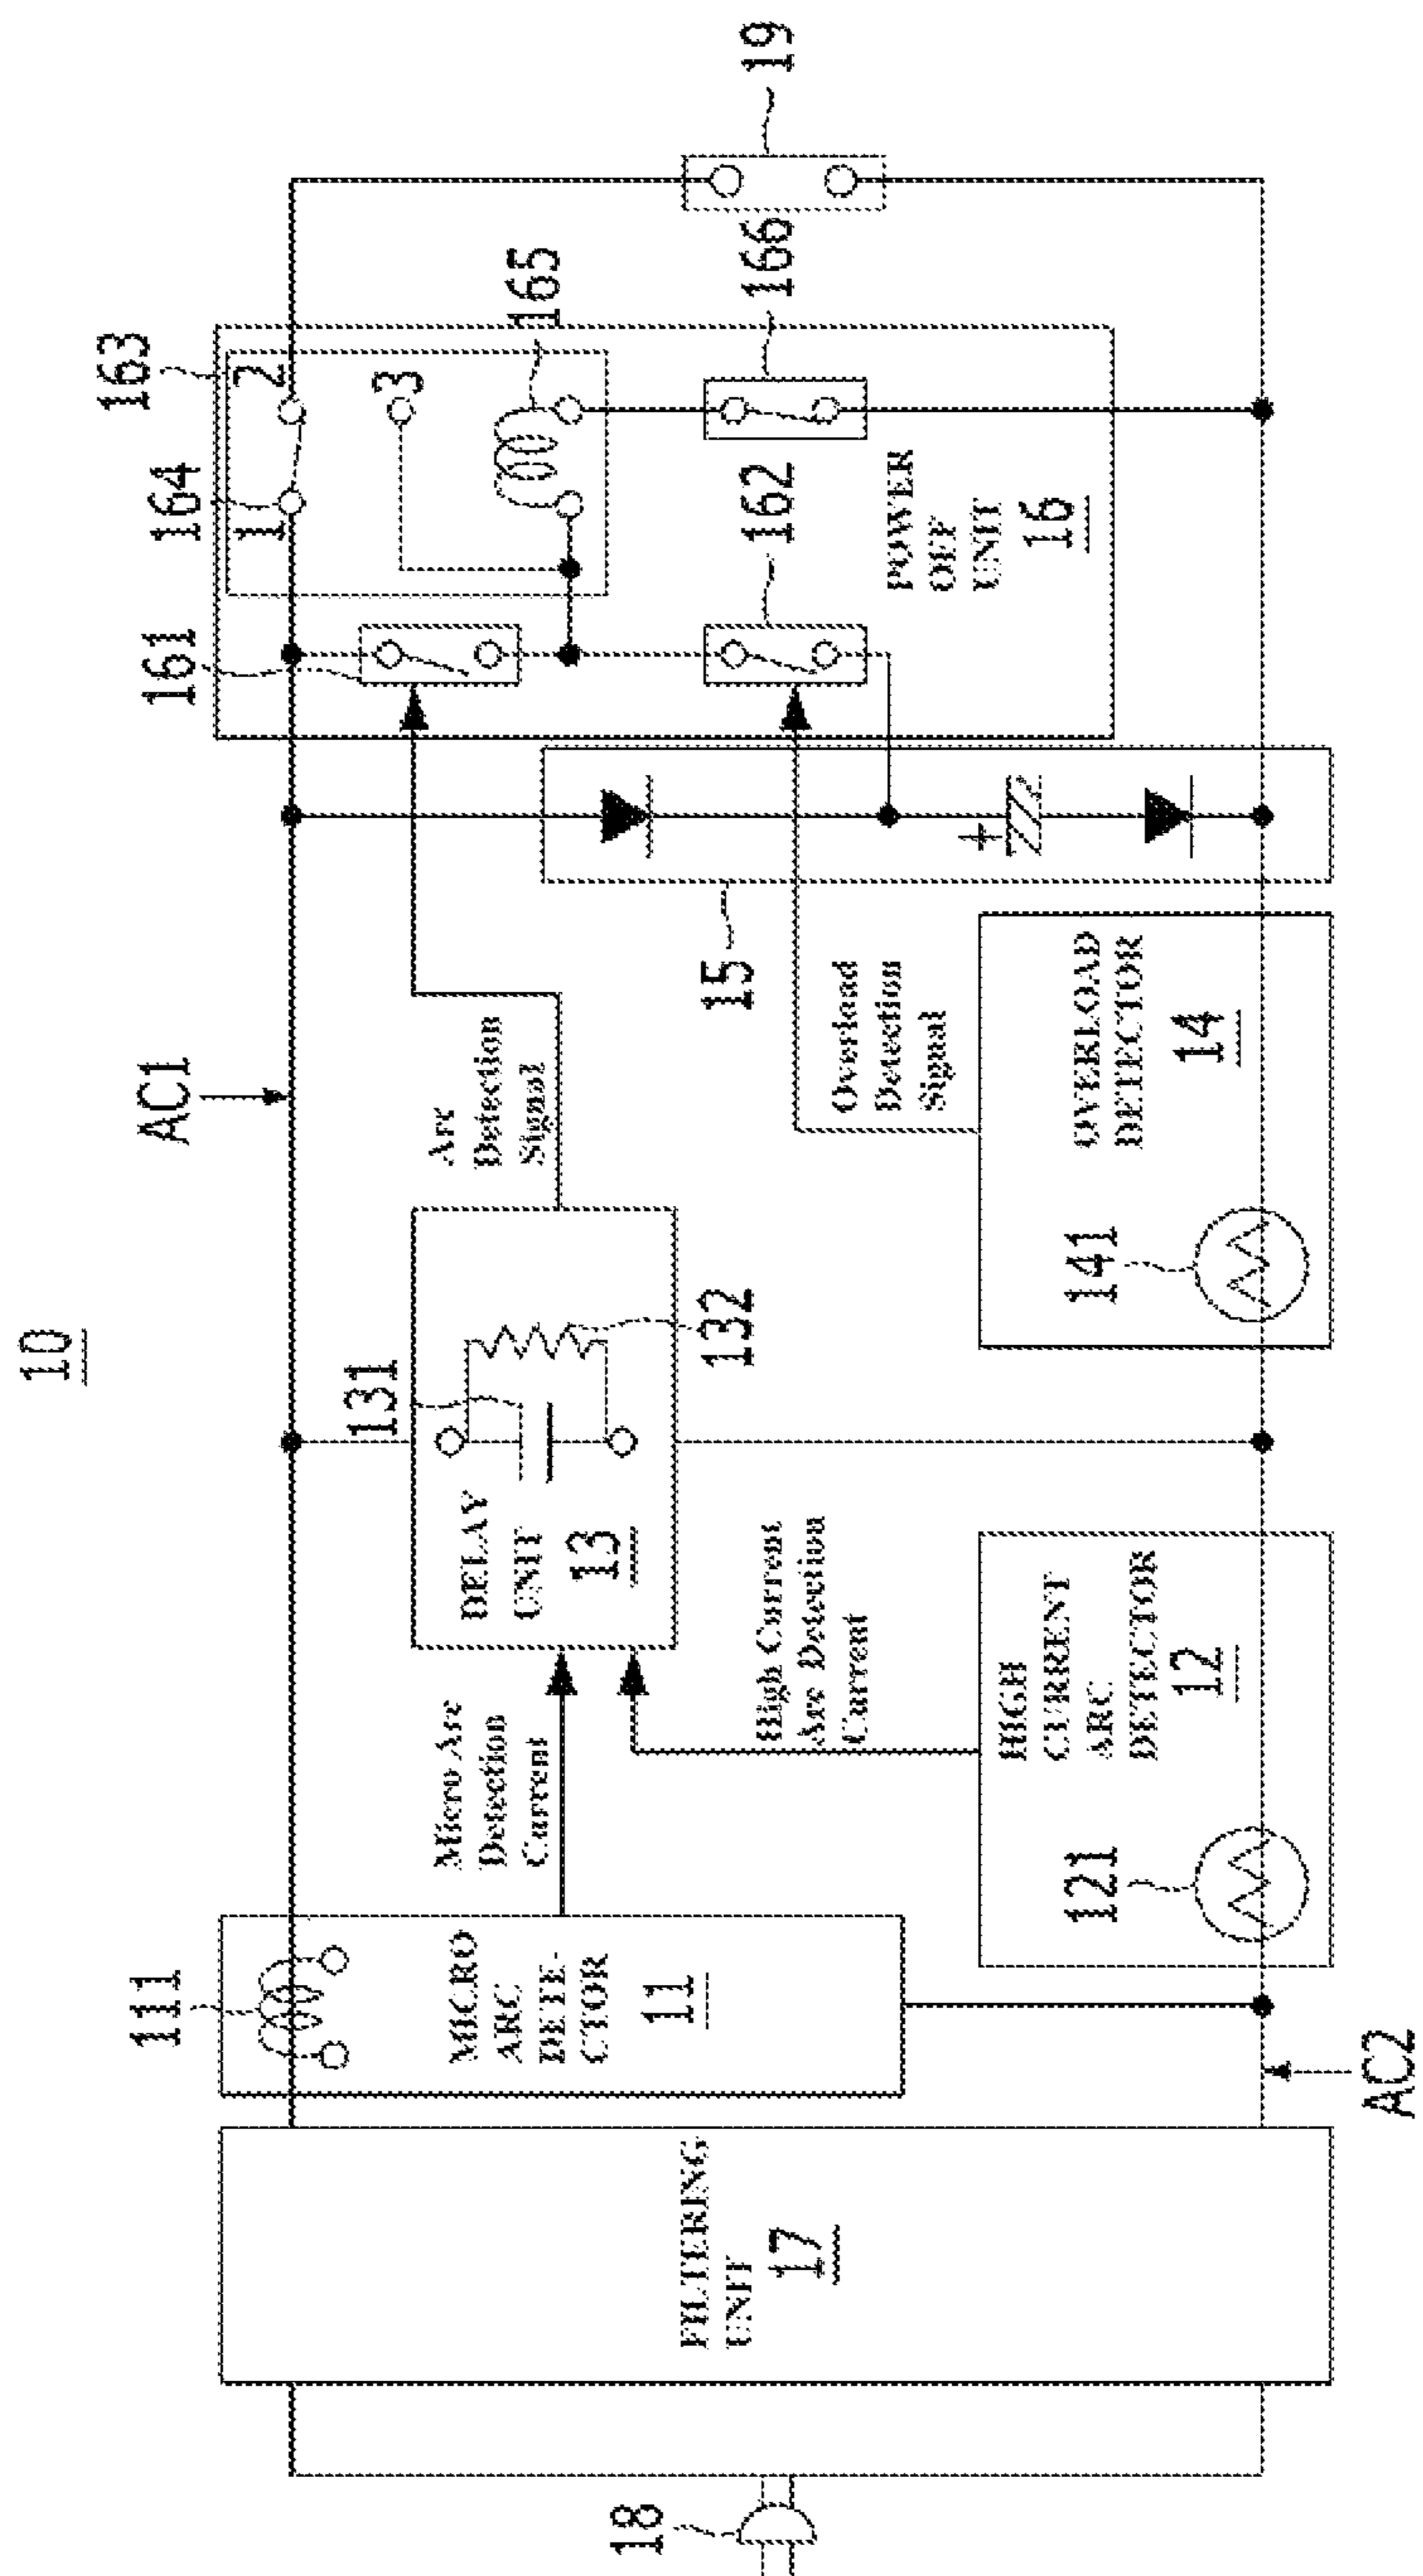 10
18
FILTERING
UNIT
17
111
MICRO
ARC
DETE-
CTOR
11
AC2
Micro Arc
Detection
Current
121
HIGH
CURRENT
ARC
DETECTOR
12
High Current
Arc Detection
Current
DELAY
UNIT
13
131
132
AC1
Arc
Detection
Signal
141
OVERLOAD
DETECTOR
14
Overload
Detection
Signal
15
+
161
162
163
164
1
2
3
165
166
POWER
OFF
UNIT
16
19